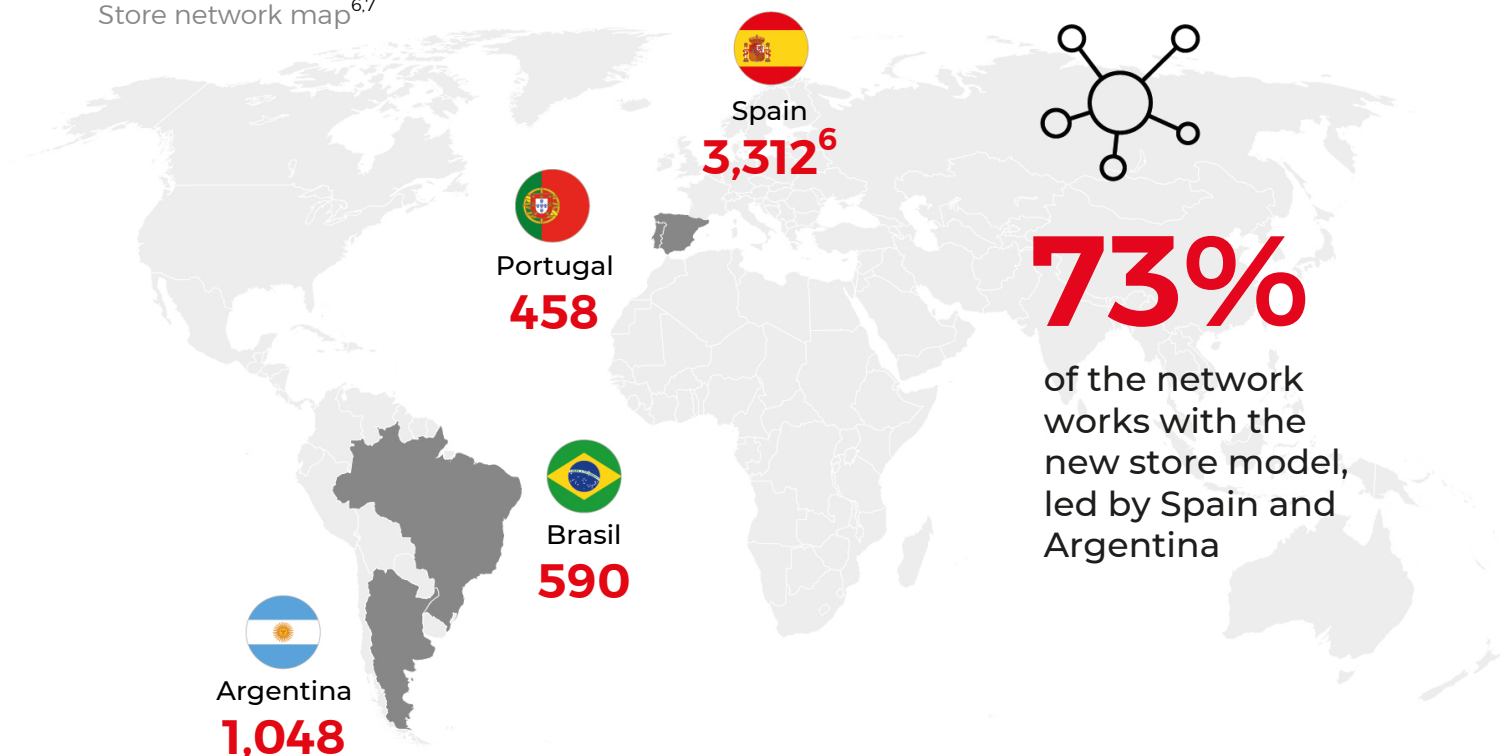 Store network map6,7
Spain
3,3126
Portugal
458
Brasil
590
Argentina
1,048
73%
of the network
works with the
new store model,
led by Spain and
Argentina